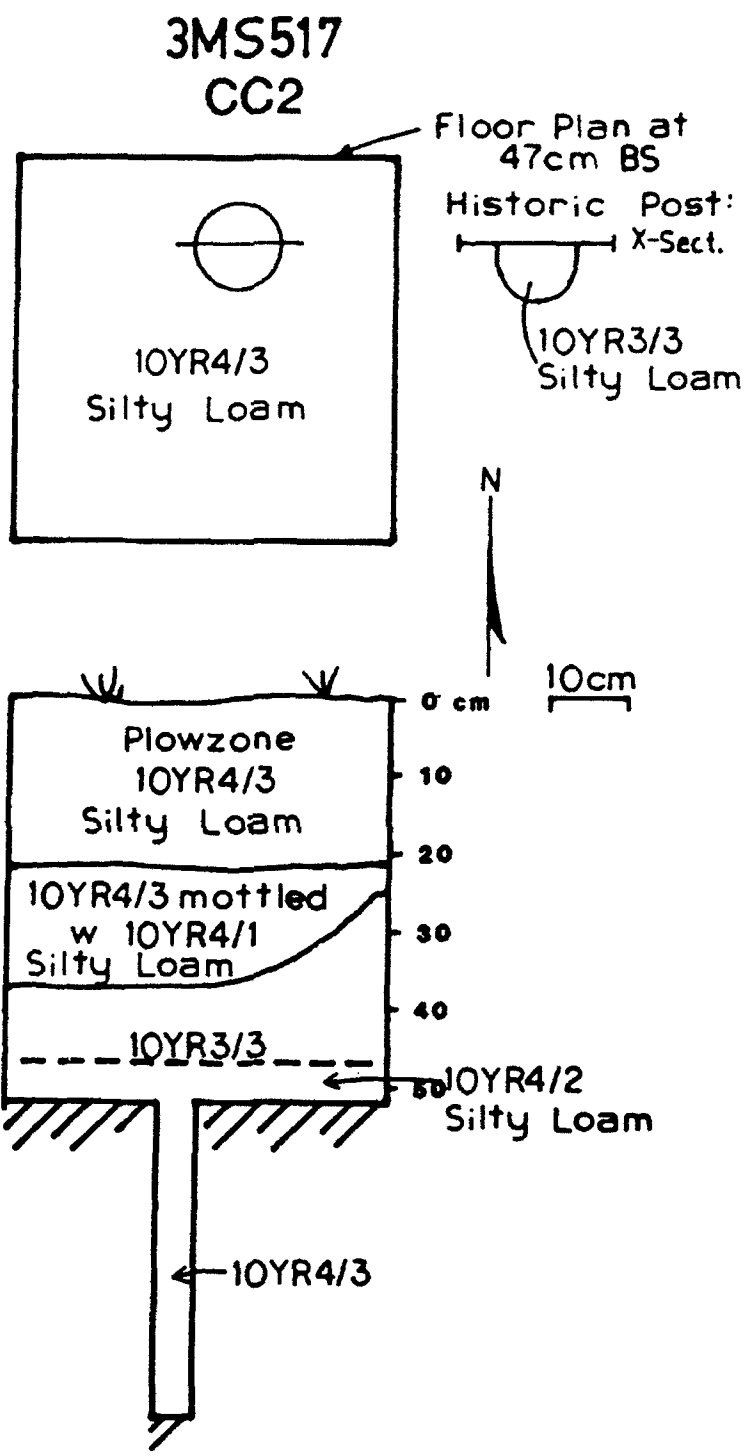 3MS517
CC2
Floor Plan at
47cm BS
Historic Post:
X-Sect.
10YR3/3
Silty Loam
10YR4/3
Silty Loam
N
10cm
0 cm
Plowzone
10YR4/3
Silty Loam
10
20
10YR4/3 mottled
w 10YR4/1
Silty Loam
30
40
10YR3/3
50
10YR4/2
Silty Loam
10YR4/3